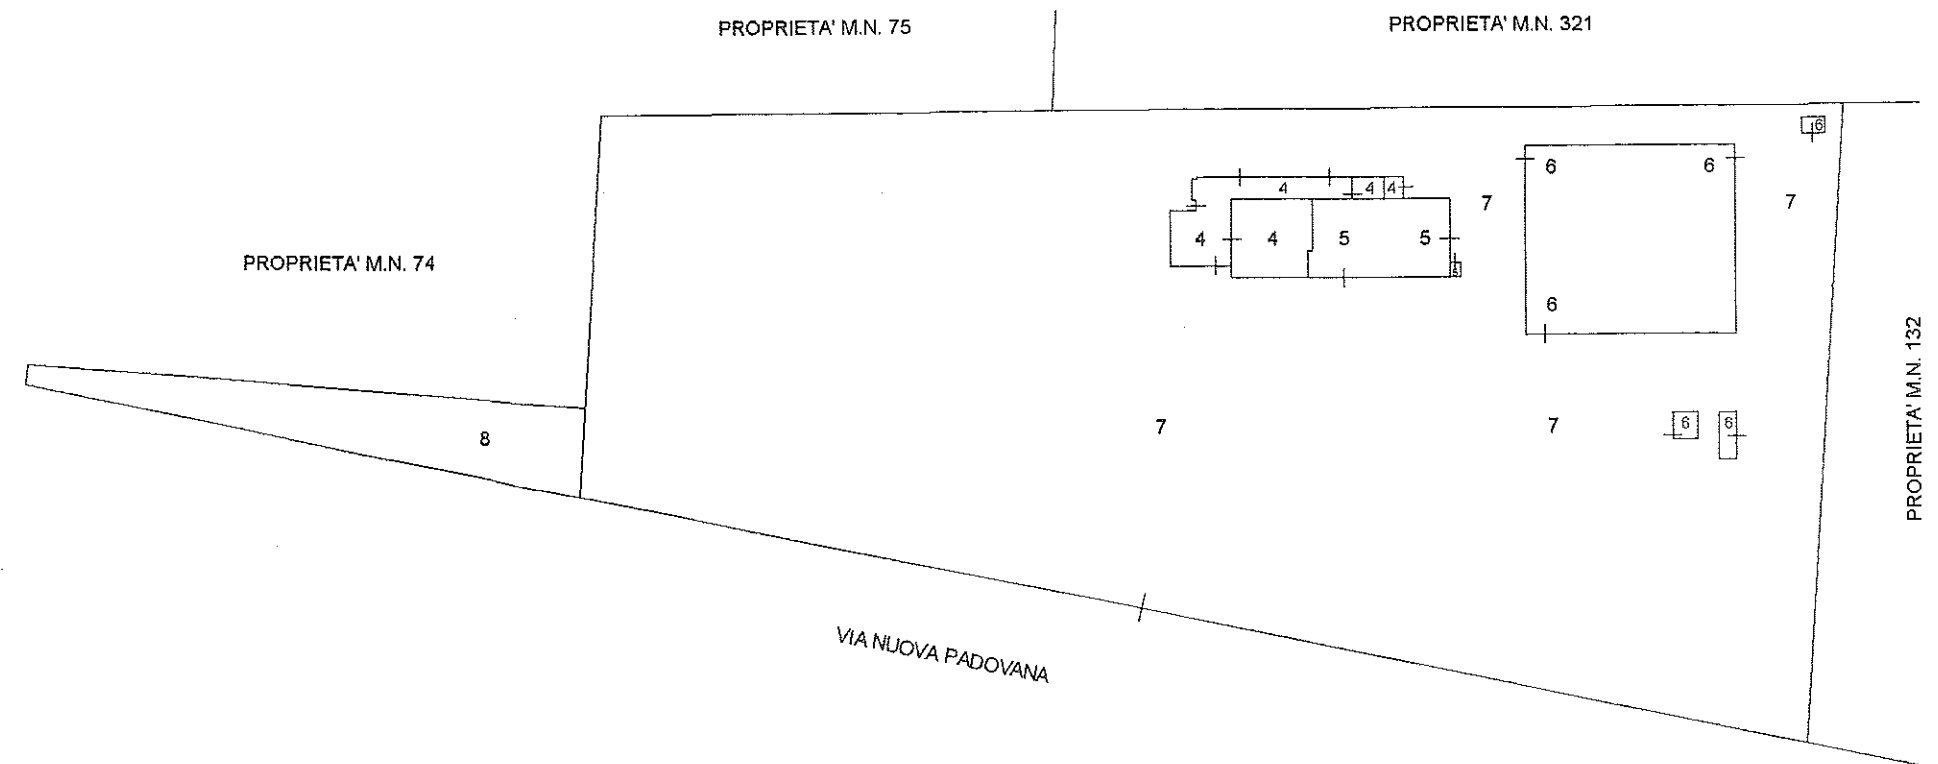 PROPRIETA' M.N. 75
PROPRIETA' M.N. 321
6
6 6
4 4 4
7 7
4 4 5 5
PROPRIETA' M.N. 74
6
PROPRIETA' M.N. 132
8
7 7 6 6
VIA NUOVA PADOVANA